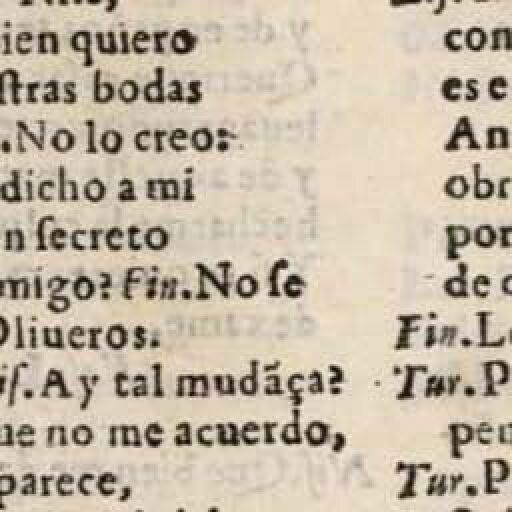 ien quiero
ſtras bodas
.No lo creo:
dicho a mi
n ſecreto
migo? Fin.No ſe
Oliueros.
iſ.Ay tal mudãça?
ue no me acuerdo,
parece,
con
es e
An
obr
por
de
Fin.L
Tur.P
pen
Tur.P